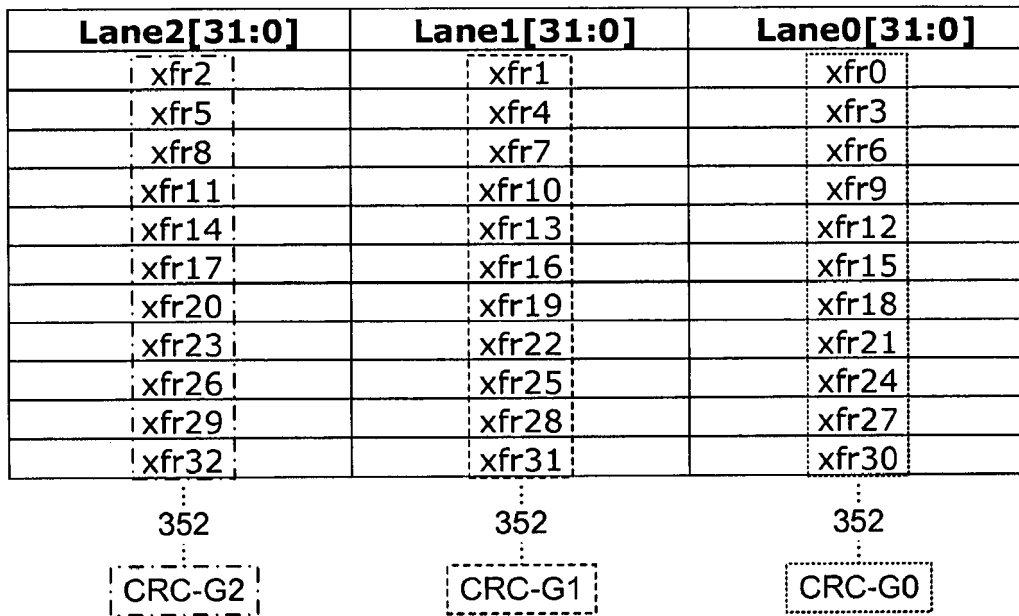 Lane2[31:0] Lane1[31:0] Lane0[31:0]
xfr2 xfr1 xfr0
xfr5 xfr4 xfr3
xfr8 xfr7 xfr6
xfr11 xfr10 xfr9
xfr14 xfr13 xfr12
xfr17 xfr16 xfr15
xfr20 xfr19 xfr18
xfr23 xfr22 xfr21
xfr26 xfr25 xfr24
xfr29 xfr28 xfr27
xfr32 xfr31 xfr30
352 352 352
CRC-G2 CRC-G1 CRC-G0